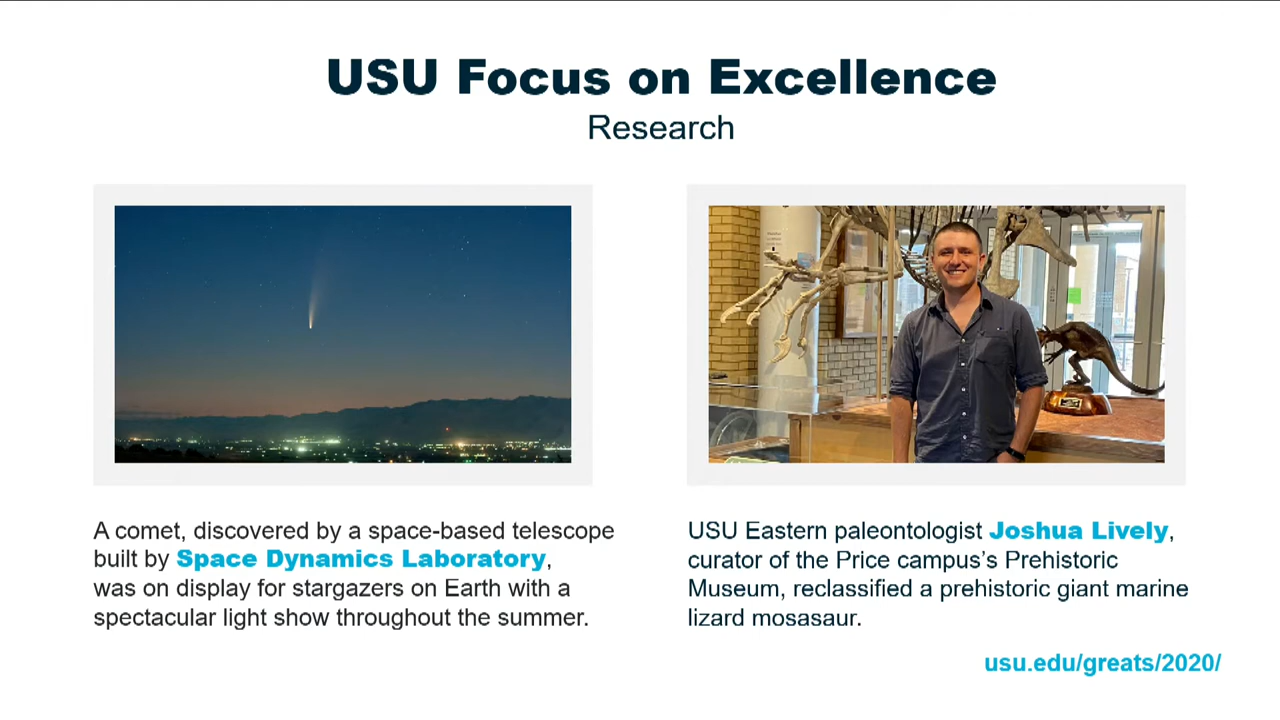 USU Focus on Excellence
Research
A comet, discovered by a space-based telescope
built by Space Dynamics Laboratory,
was on display for stargazers on Earth with a
spectacular light show throughout the summer.
USU Eastern paleontologist Joshua Lively,
curator of the Price campus’s Prehistoric
Museum, reclassified a prehistoric giant marine
lizard mosasaur.
usu.edu/greats/2020/